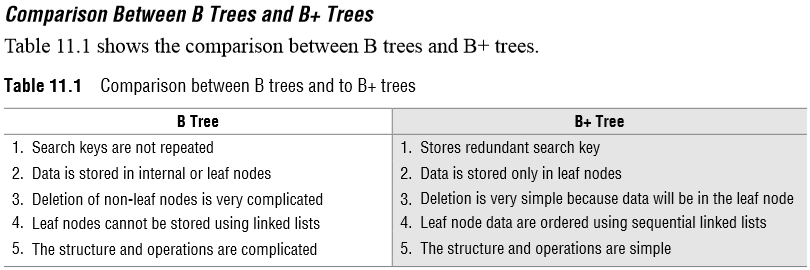 Comparison Between B Trees and B+ Trees
Table 11.1 shows the comparison between B trees and B+ trees.
Table 11.1 Comparison between B trees and to B+ trees
B Tree B+ Tree
1. Search keys are not repeated 1. Stores redundant search key
2. Data is stored in internal or leaf nodes 2. Data is stored only in leaf nodes
3. Deletion of non-leaf nodes is very complicated 3. Deletion is very simple because data will be in the leaf node
4. Leaf nodes cannot be stored using linked lists 4. Leaf node data are ordered using sequential linked lists
5. The structure and operations are complicated 5. The structure and operations are simple